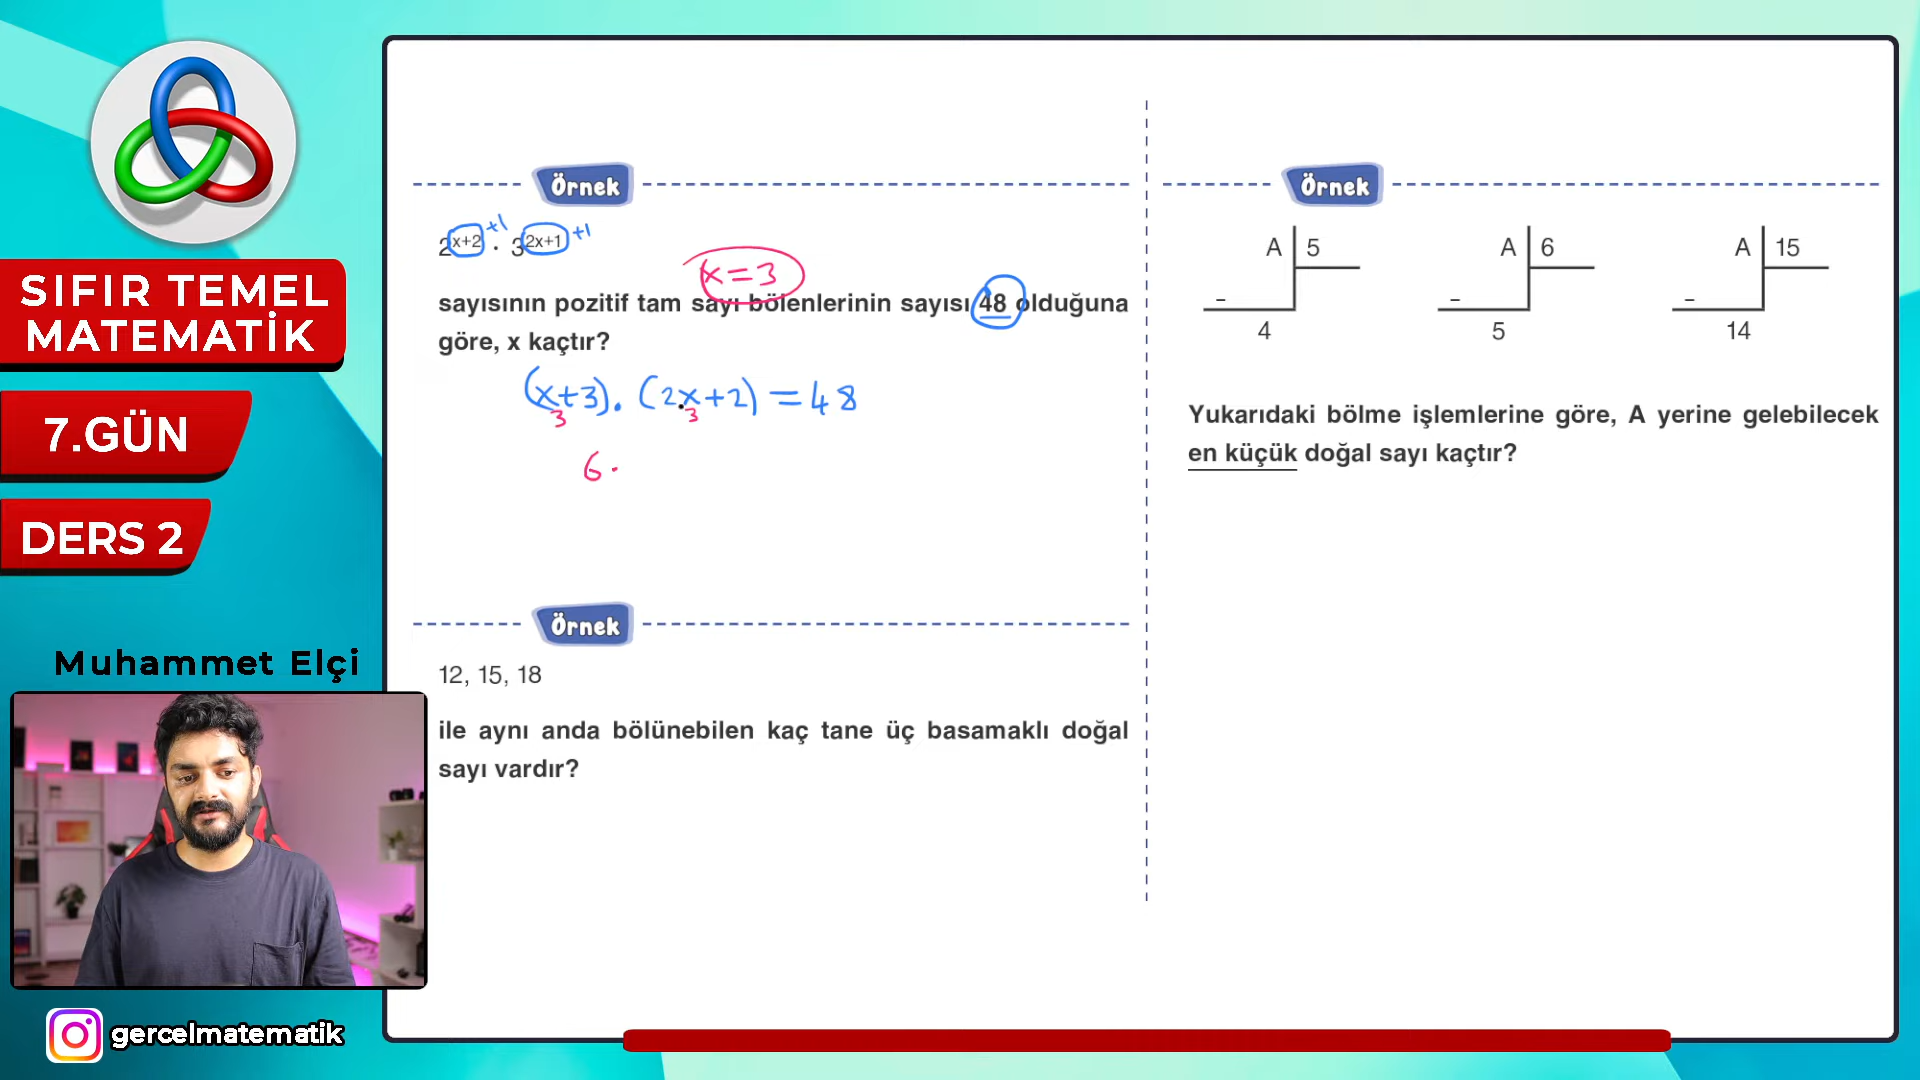 SIFIR TEMEL
MATEMATİK
7.GÜN
DERS 2
Muhammet Elçi
gercelmatematik
Örnek
2^{x+2} +1 · 3^{2x+1} +1
x=3
sayısının pozitif tam sayı bölenlerinin sayısı 48 olduğuna
göre, x kaçtır?
(x+3).(2x+2)=48
3 3
6.
Örnek
12, 15, 18
ile aynı anda bölünebilen kaç tane üç basamaklı doğal
sayı vardır?
Örnek
A 5
-
4
A 6
-
5
A 15
-
14
Yukarıdaki bölme işlemlerine göre, A yerine gelebilecek
en küçük doğal sayı kaçtır?